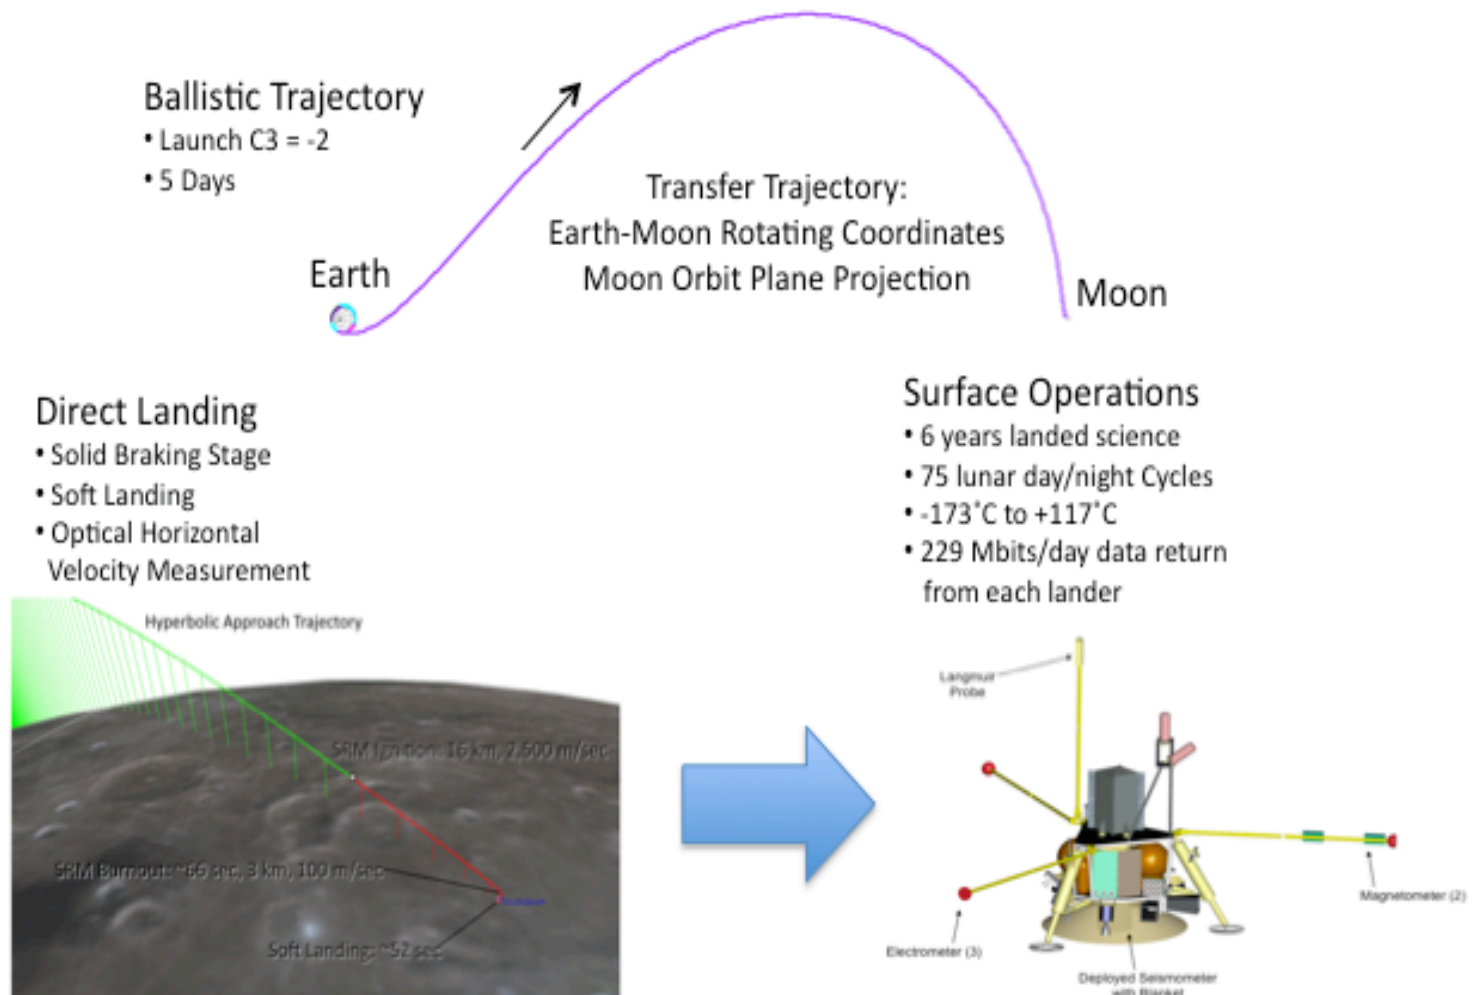 Ballistic Trajectory
• Launch C3 = -2
• 5 Days
Transfer Trajectory:
Earth-Moon Rotating Coordinates
Moon Orbit Plane Projection
Earth
Moon
Direct Landing
• Solid Braking Stage
• Soft Landing
• Optical Horizontal
Velocity Measurement
Hyperbolic Approach Trajectory
SRM Ignition: 16 km, 2,500 m/sec
SRM Burnout: ~66 sec, 3 km, 100 m/sec
Soft Landing: ~52 sec
Surface Operations
• 6 years landed science
• 75 lunar day/night Cycles
• -173˚C to +117˚C
• 229 Mbits/day data return
from each lander
Langmuir
Probe
Magnetometer (2)
Electrometer (3)
Deployed Seismometer
with Blanket